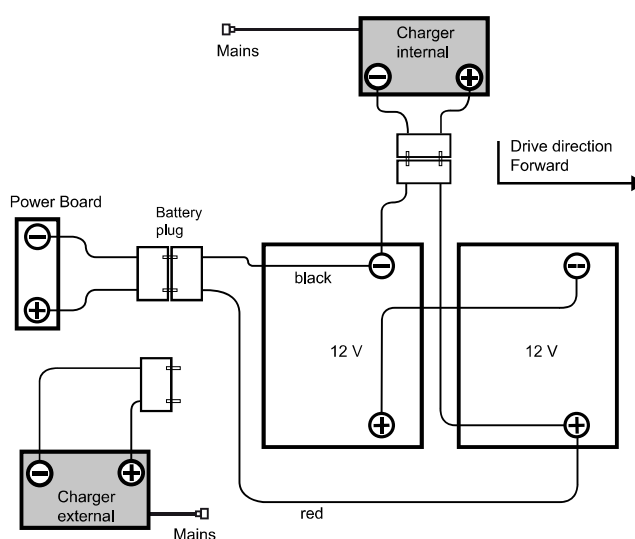 Charger
internal
Mains
Drive direction
Forward
Power Board
Battery
plug
black
12 V
12 V
Charger
external
red
Mains